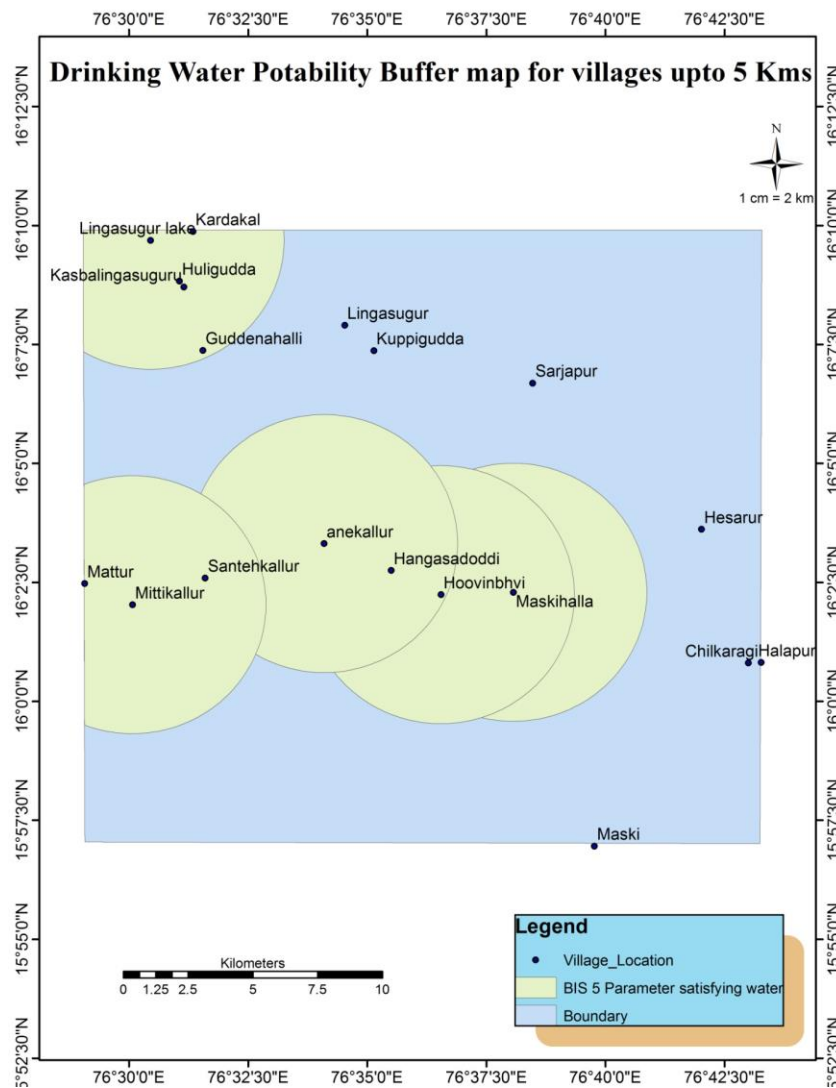 76°30'0"E 76°32'30"E 76°35'0"E 76°37'30"E 76°40'0"E 76°42'30"E
Drinking Water Potability Buffer map for villages upto 5 Kms
16°12'30"N 16°12'30"N
N
1 cm = 2 km
16°10'0"N 16°10'0"N
Kardakal
Lingasugur lake
Huligudda
Kasbalingasuguru
Lingasugur
Guddenahalli
Kuppigudda
16°7'30"N 16°7'30"N
Sarjapur
16°5'0"N 16°5'0"N
Hesarur
anekallur
Hangasadoddi
Santehkallur
Mattur
16°2'30"N 16°2'30"N
Hoovinbhvi
Mittikallur
Maskihalla
Chilkaragi
Halapur
16°0'0"N 16°0'0"N
15°57'30"N 15°57'30"N
Maski
15°55'0"N 15°55'0"N
Legend
Village_Location
BIS 5 Parameter satisfying water
Boundary
Kilometers
0 1.25 2.5 5 7.5 10
5°52'30"N 5°52'30"N
76°30'0"E 76°32'30"E 76°35'0"E 76°37'30"E 76°40'0"E 76°42'30"E